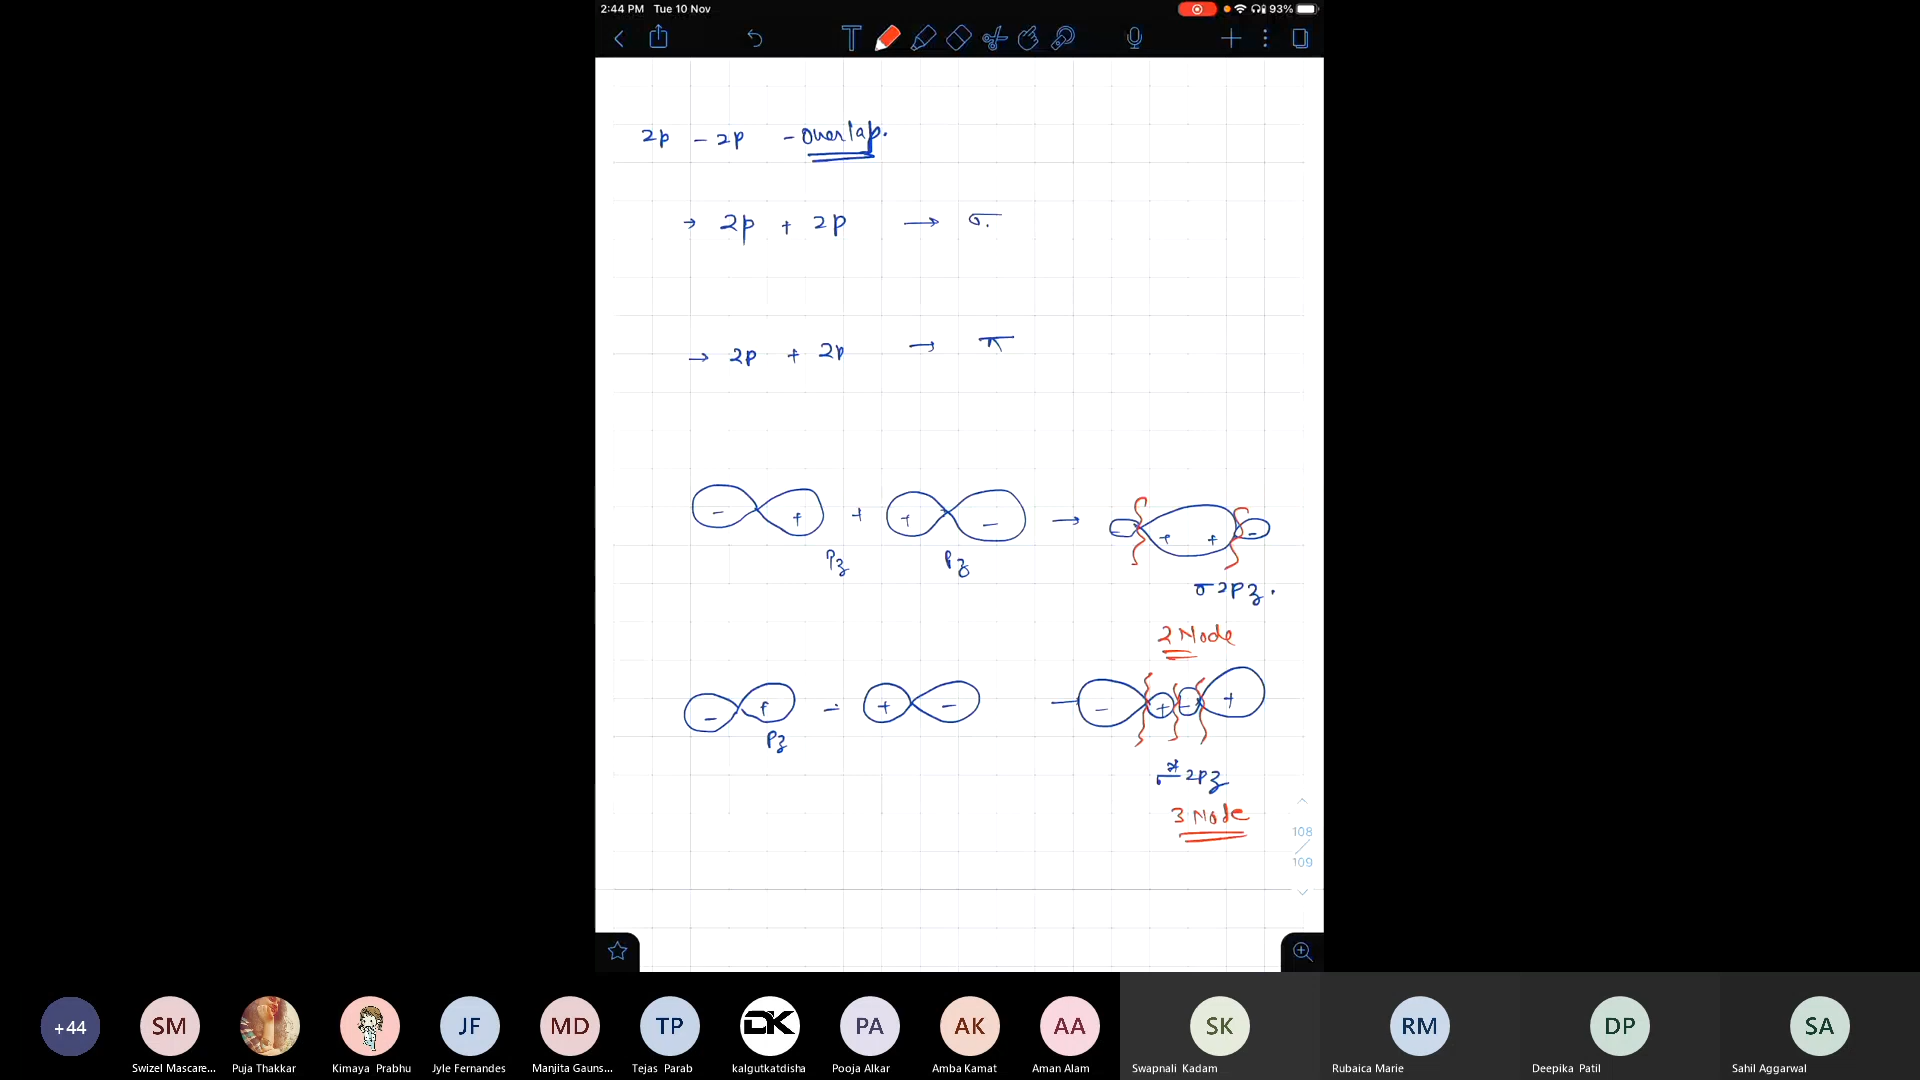 2:44 PM Tue 10 Nov
93%
2p - 2p - overlap.
→ 2p + 2p → σ.
→ 2p + 2p → π
- + + + - → - + + -
Pz Pz
σ2pz.
2 Node
- + - + - → - + - +
Pz
σ* 2pz
3 Node
108
109
+44
SM
JF
MD
TP
DK
PA
AK
AA
SK
RM
DP
SA
Swizel Mascare...
Puja Thakkar
Kimaya Prabhu
Jyle Fernandes
Manjita Gauns...
Tejas Parab
kalgutkatdisha
Pooja Alkar
Amba Kamat
Aman Alam
Swapnali Kadam
Rubaica Marie
Deepika Patil
Sahil Aggarwal